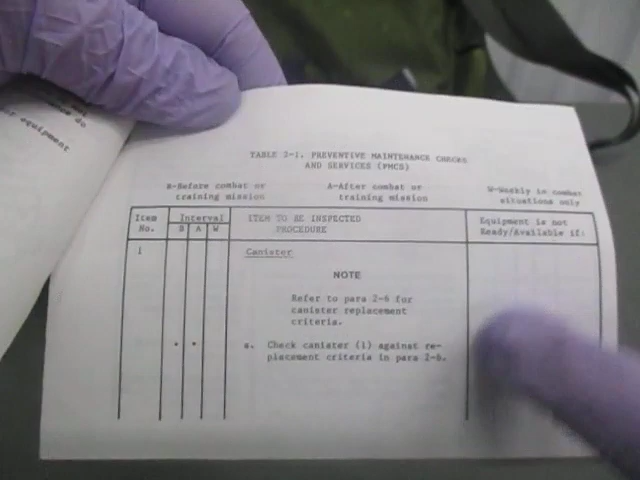 do
or equipment
TABLE 2-1. PREVENTIVE MAINTENANCE CHECKS
AND SERVICES (PMCS)
B-Before combat or
training mission
A-After combat or
training mission
W-Weekly in combat
situations only
Item
No.
Interval
B A W
ITEM TO BE INSPECTED
PROCEDURE
Equipment is not
Ready/Available if:
1
Canister
NOTE
Refer to para 2-6 for
canister replacement
criteria.
• •
a. Check canister (1) against re-
placement criteria in para 2-6.